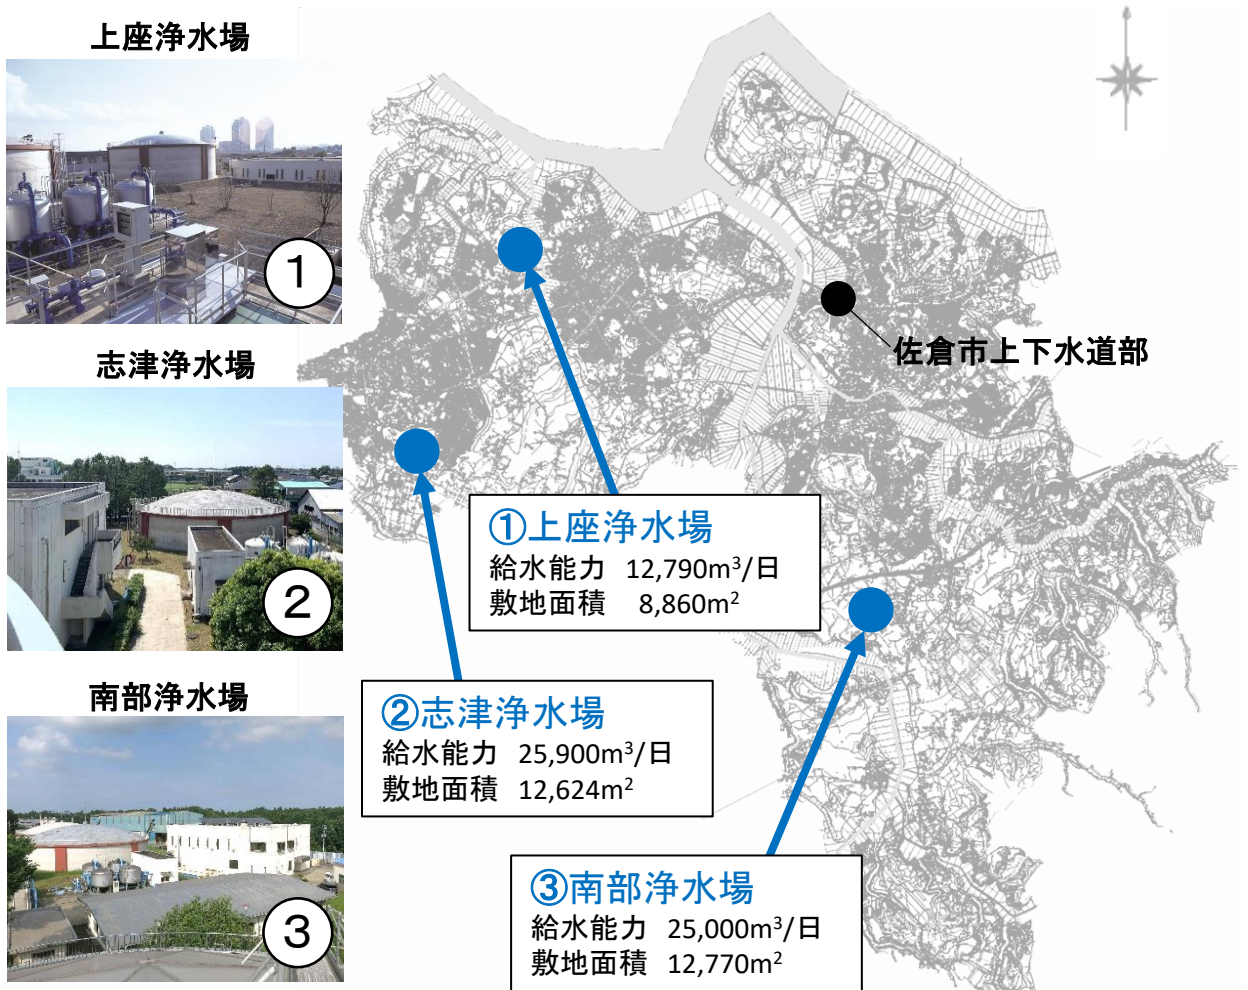 上座浄水場
①
志津浄水場
②
南部浄水場
③
佐倉市上下水道部
①上座浄水場
給水能力 12,790m³/日
敷地面積 8,860m²
②志津浄水場
給水能力 25,900m³/日
敷地面積 12,624m²
③南部浄水場
給水能力 25,000m³/日
敷地面積 12,770m²